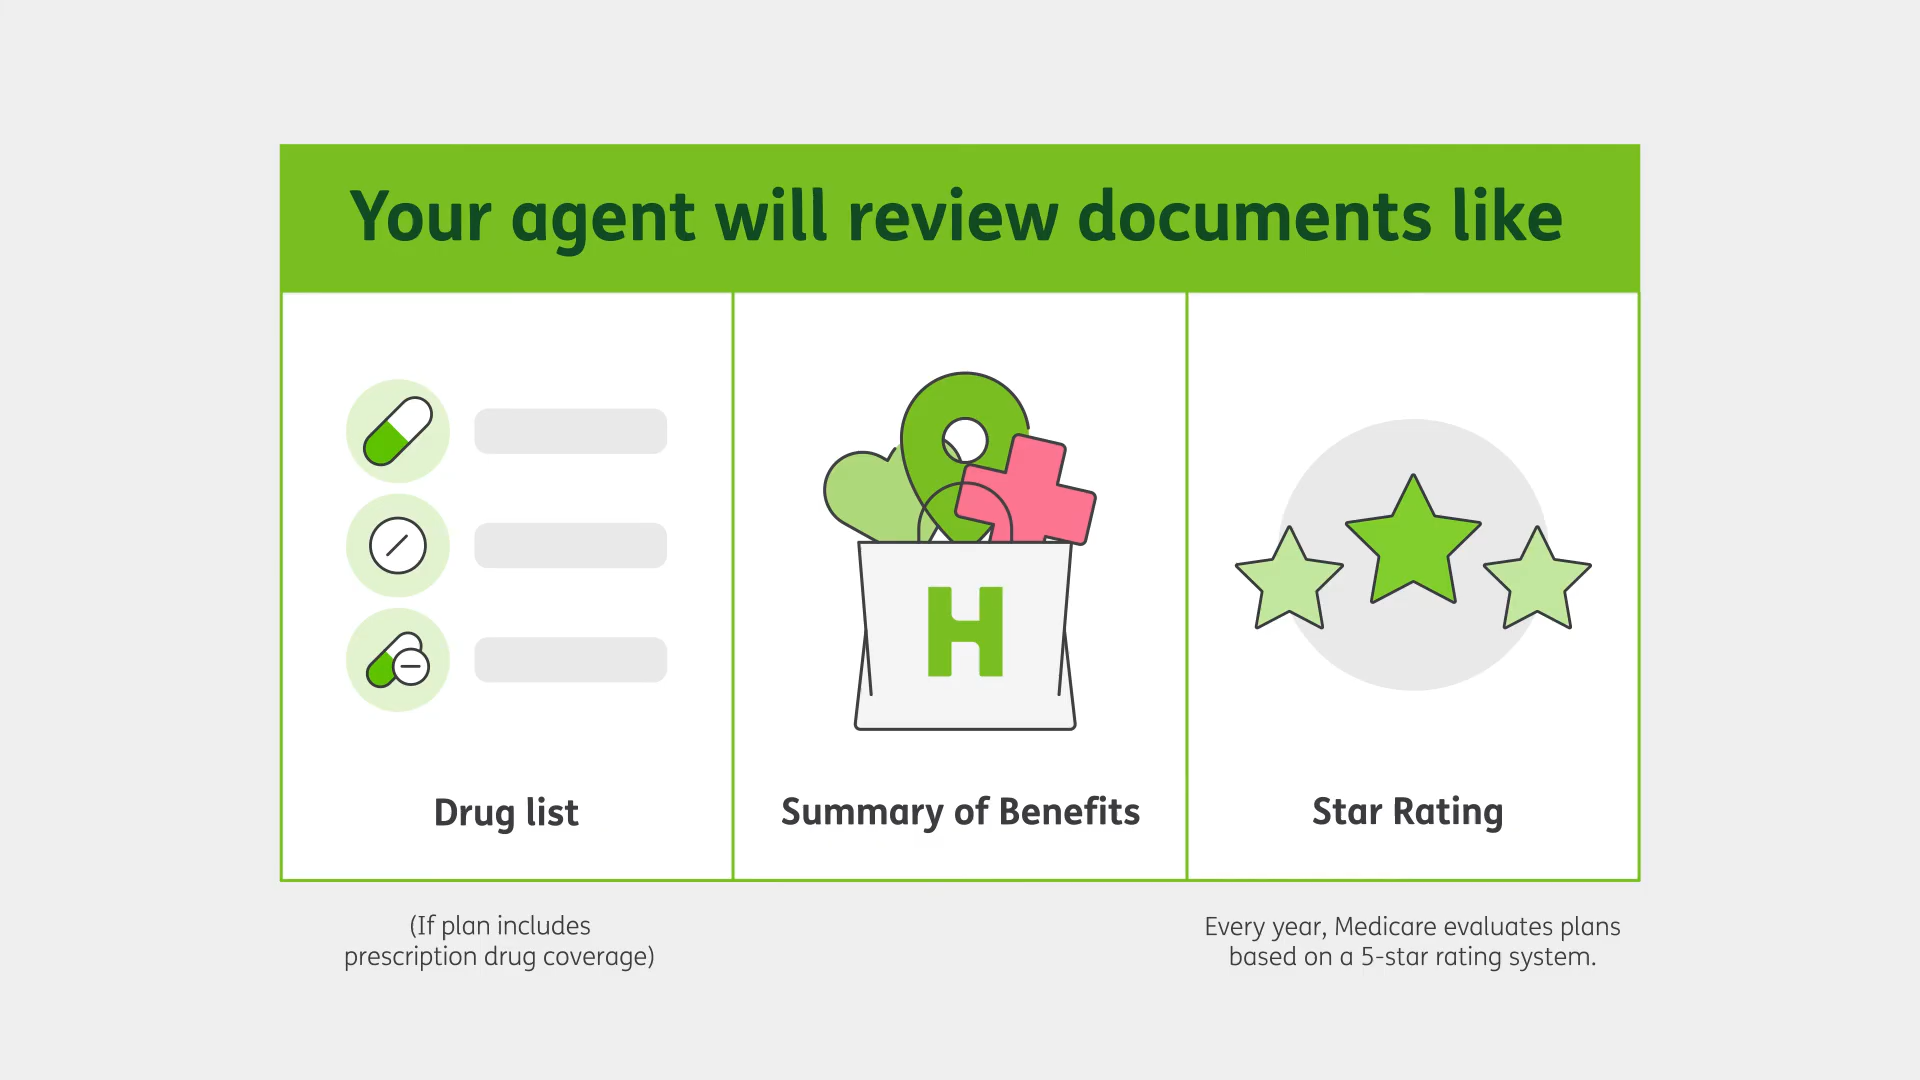 Your agent will review documents like
H
Drug list
Summary of Benefits
Star Rating
(If plan includes
prescription drug coverage)
Every year, Medicare evaluates plans
based on a 5-star rating system.